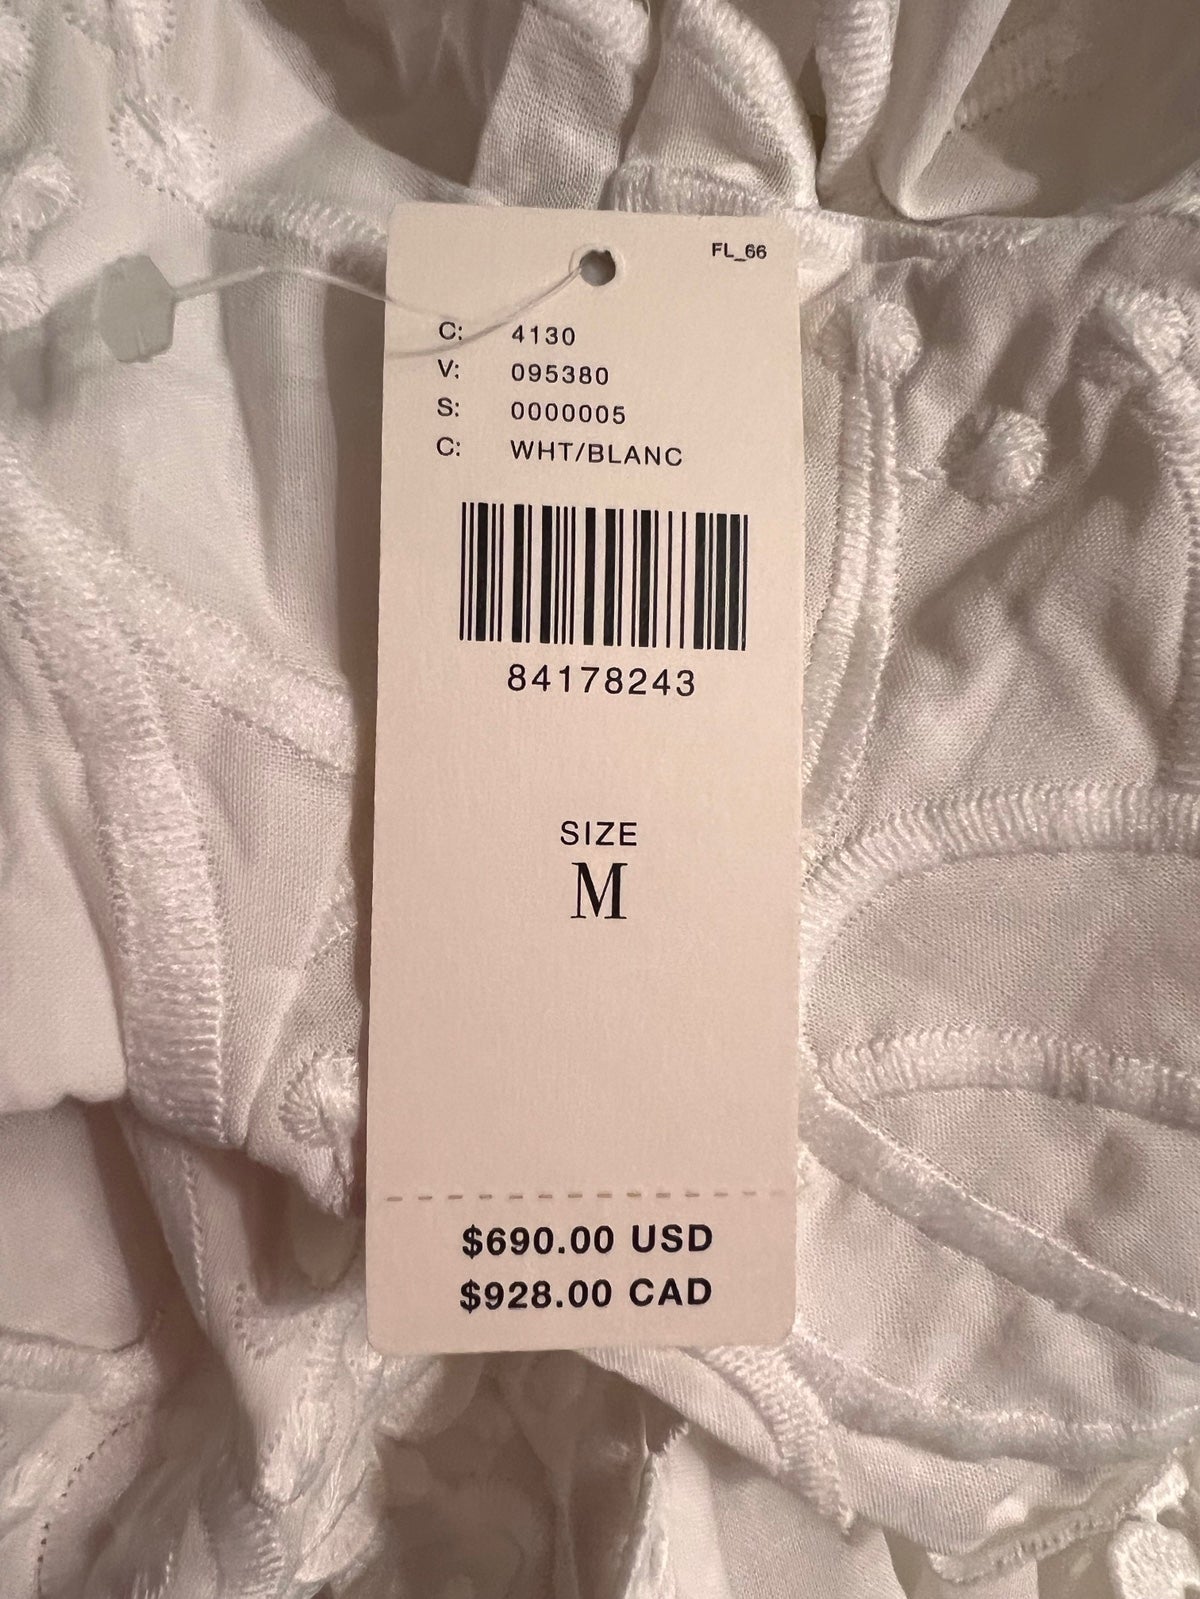 FL_66
C: 4130
V: 095380
S: 0000005
C: WHT/BLANC
84178243
SIZE
M
$690.00 USD
$928.00 CAD